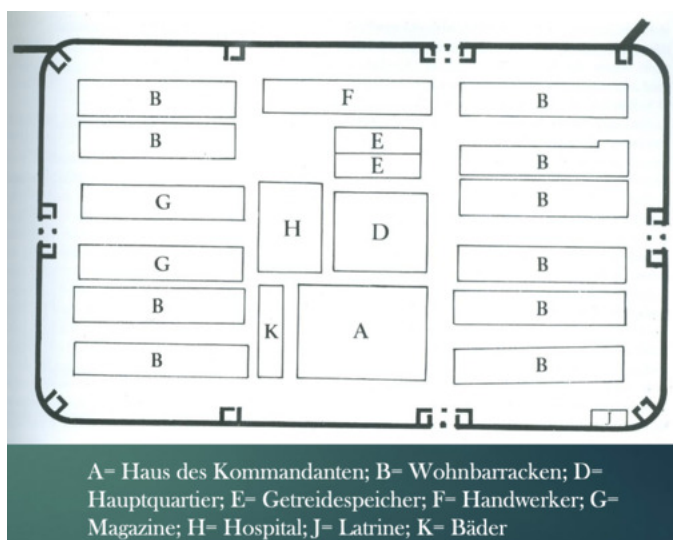 B F B
E
B B
E
G B
H D
G B
B B
K A
B B
J
A= Haus des Kommandanten; B= Wohnbarracken; D=
Hauptquartier; E= Getreidespeicher; F= Handwerker; G=
Magazine; H= Hospital; J= Latrine; K= Bäder